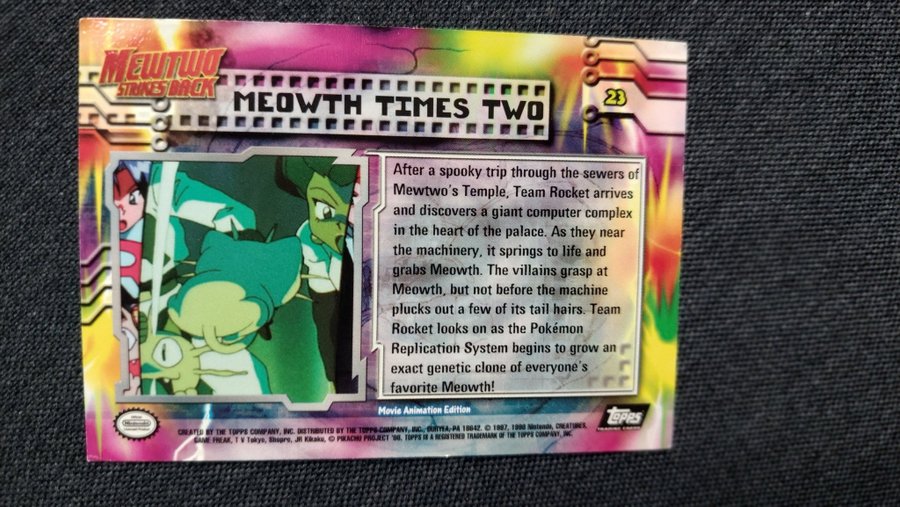 MEWTWO
STRIKES BACK
MEOWTH TIMES TWO
23
After a spooky trip through the sewers of
Mewtwo's Temple, Team Rocket arrives
and discovers a giant computer complex
in the heart of the palace. As they near
the machinery, it springs to life and
grabs Meowth. The villains grasp at
Meowth, but not before the machine
plucks out a few of its tail hairs. Team
Rocket looks on as the Pokémon
Replication System begins to grow an
exact genetic clone of everyone's
favorite Meowth!
Movie Animation Edition
Nintendo
topps
TRADING CARDS
CREATED BY THE TOPPS COMPANY, INC. DISTRIBUTED BY THE TOPPS COMPANY, INC., DURYEA, PA 18642. © 1997, 1998 Nintendo, CREATURES,
GAME FREAK, T V Tokyo, Shopro, JR Kikaku, © PIKACHU PROJECT '98. TOPPS IS A REGISTERED TRADEMARK OF THE TOPPS COMPANY, INC.